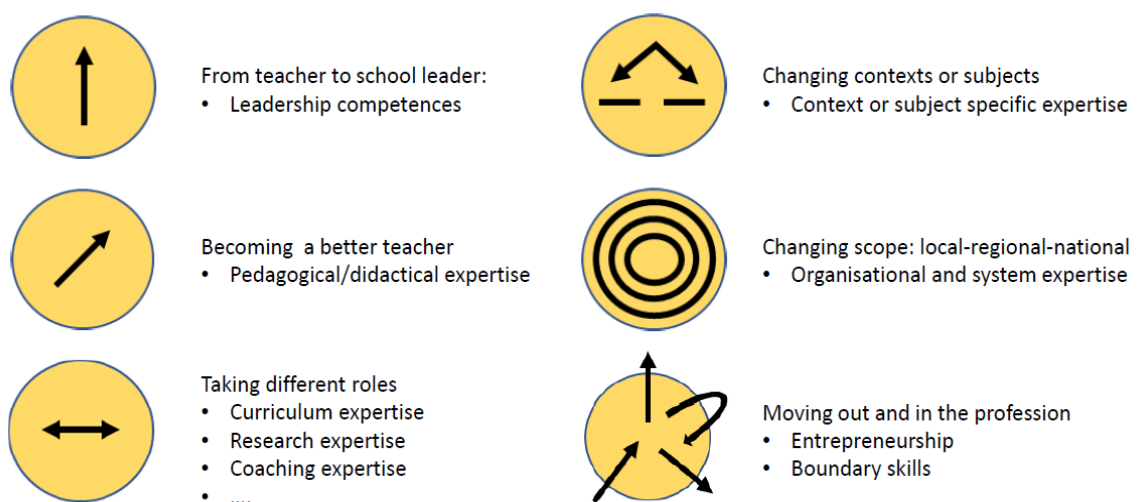 From teacher to school leader:
• Leadership competences
Becoming a better teacher
• Pedagogical/didactical expertise
Taking different roles
• Curriculum expertise
• Research expertise
• Coaching expertise
• ....
Changing contexts or subjects
• Context or subject specific expertise
Changing scope: local-regional-national
• Organisational and system expertise
Moving out and in the profession
• Entrepreneurship
• Boundary skills